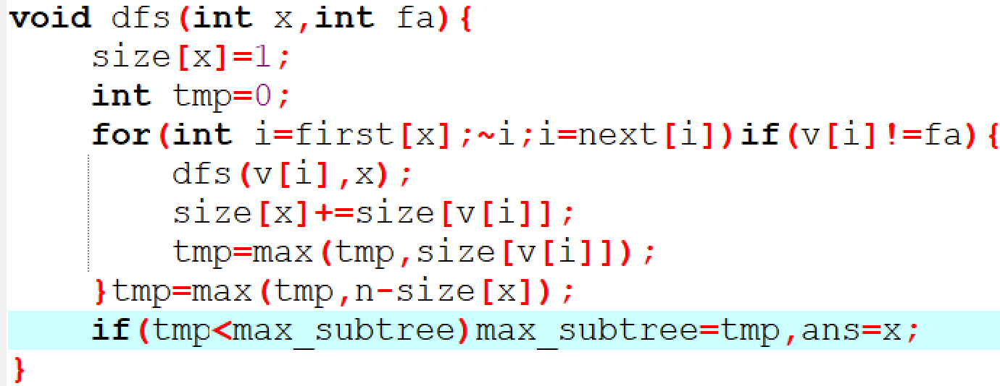 void dfs(int x,int fa){
    size[x]=1;
    int tmp=0;
    for(int i=first[x];~i;i=next[i])if(v[i]!=fa){
        dfs(v[i],x);
        size[x]+=size[v[i]];
        tmp=max(tmp,size[v[i]]);
    }tmp=max(tmp,n-size[x]);
    if(tmp<max_subtree)max_subtree=tmp,ans=x;
}